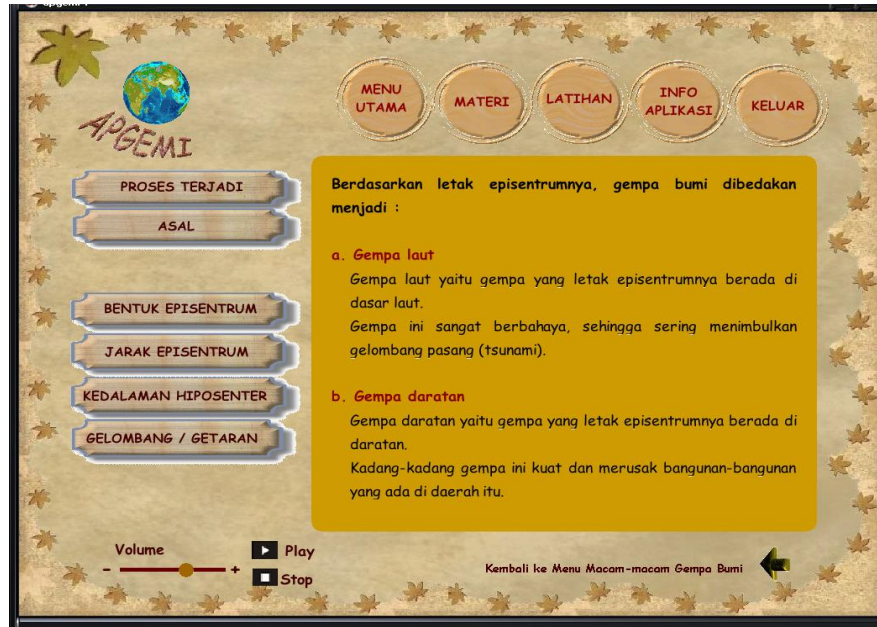 APGEMI
MENU
UTAMA
MATERI
LATIHAN
INFO
APLIKASI
KELUAR
PROSES TERJADI
ASAL
BENTUK EPISENTRUM
JARAK EPISENTRUM
KEDALAMAN HIPOSENTER
GELOMBANG / GETARAN
Berdasarkan letak episentrumnya, gempa bumi dibedakan
menjadi :
a. Gempa laut
Gempa laut yaitu gempa yang letak episentrumnya berada di
dasar laut.
Gempa ini sangat berbahaya, sehingga sering menimbulkan
gelombang pasang (tsunami).
b. Gempa daratan
Gempa daratan yaitu gempa yang letak episentrumnya berada di
daratan.
Kadang-kadang gempa ini kuat dan merusak bangunan-bangunan
yang ada di daerah itu.
Volume
- +
Play
Stop
Kembali ke Menu Macam-macam Gempa Bumi